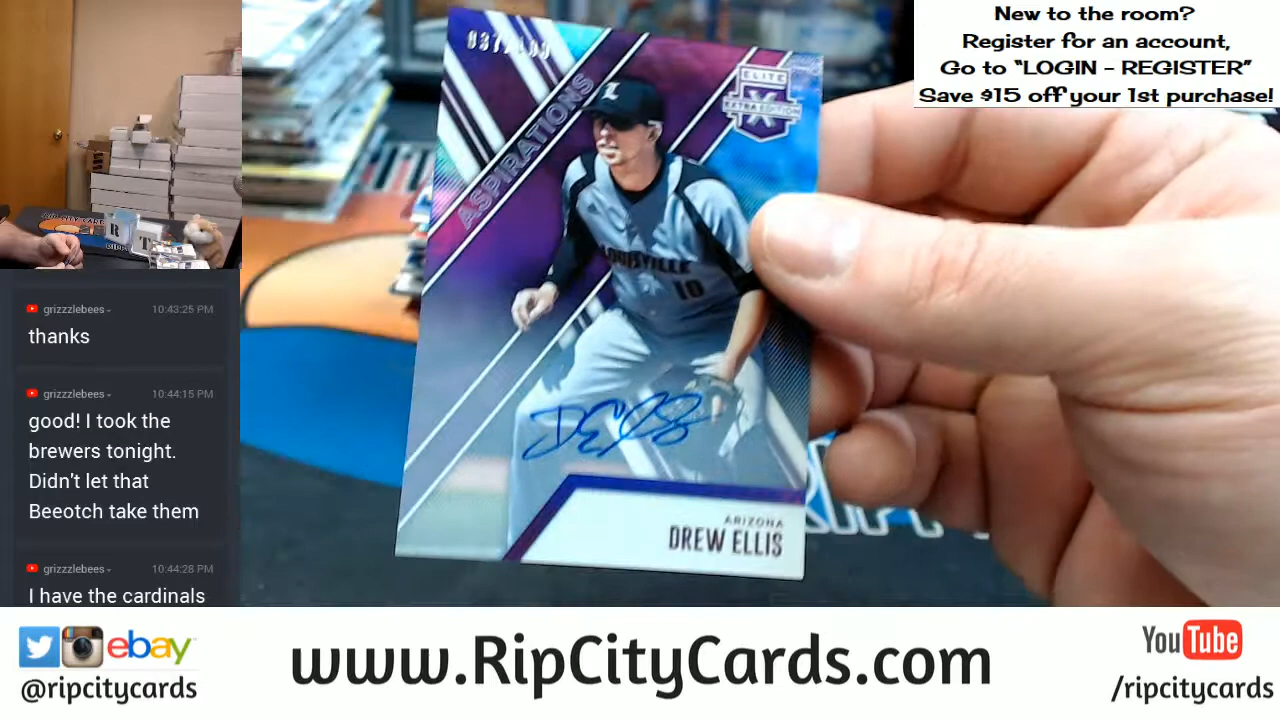 New to the room?
Register for an account,
Go to "LOGIN - REGISTER"
Save $15 off your 1st purchase!
ASPIRATIONS
ELITE
EXTRA EDITION
X
L
LOUISVILLE
10
ARIZONA
DREW ELLIS
R T
grizzzlebees 10:43:25 PM
thanks
grizzzlebees 10:44:15 PM
good! I took the
brewers tonight.
Didn't let that
Beeotch take them
grizzzlebees 10:44:28 PM
I have the cardinals
ebay
@ripcitycards
www.RipCityCards.com
YouTube
/ripcitycards